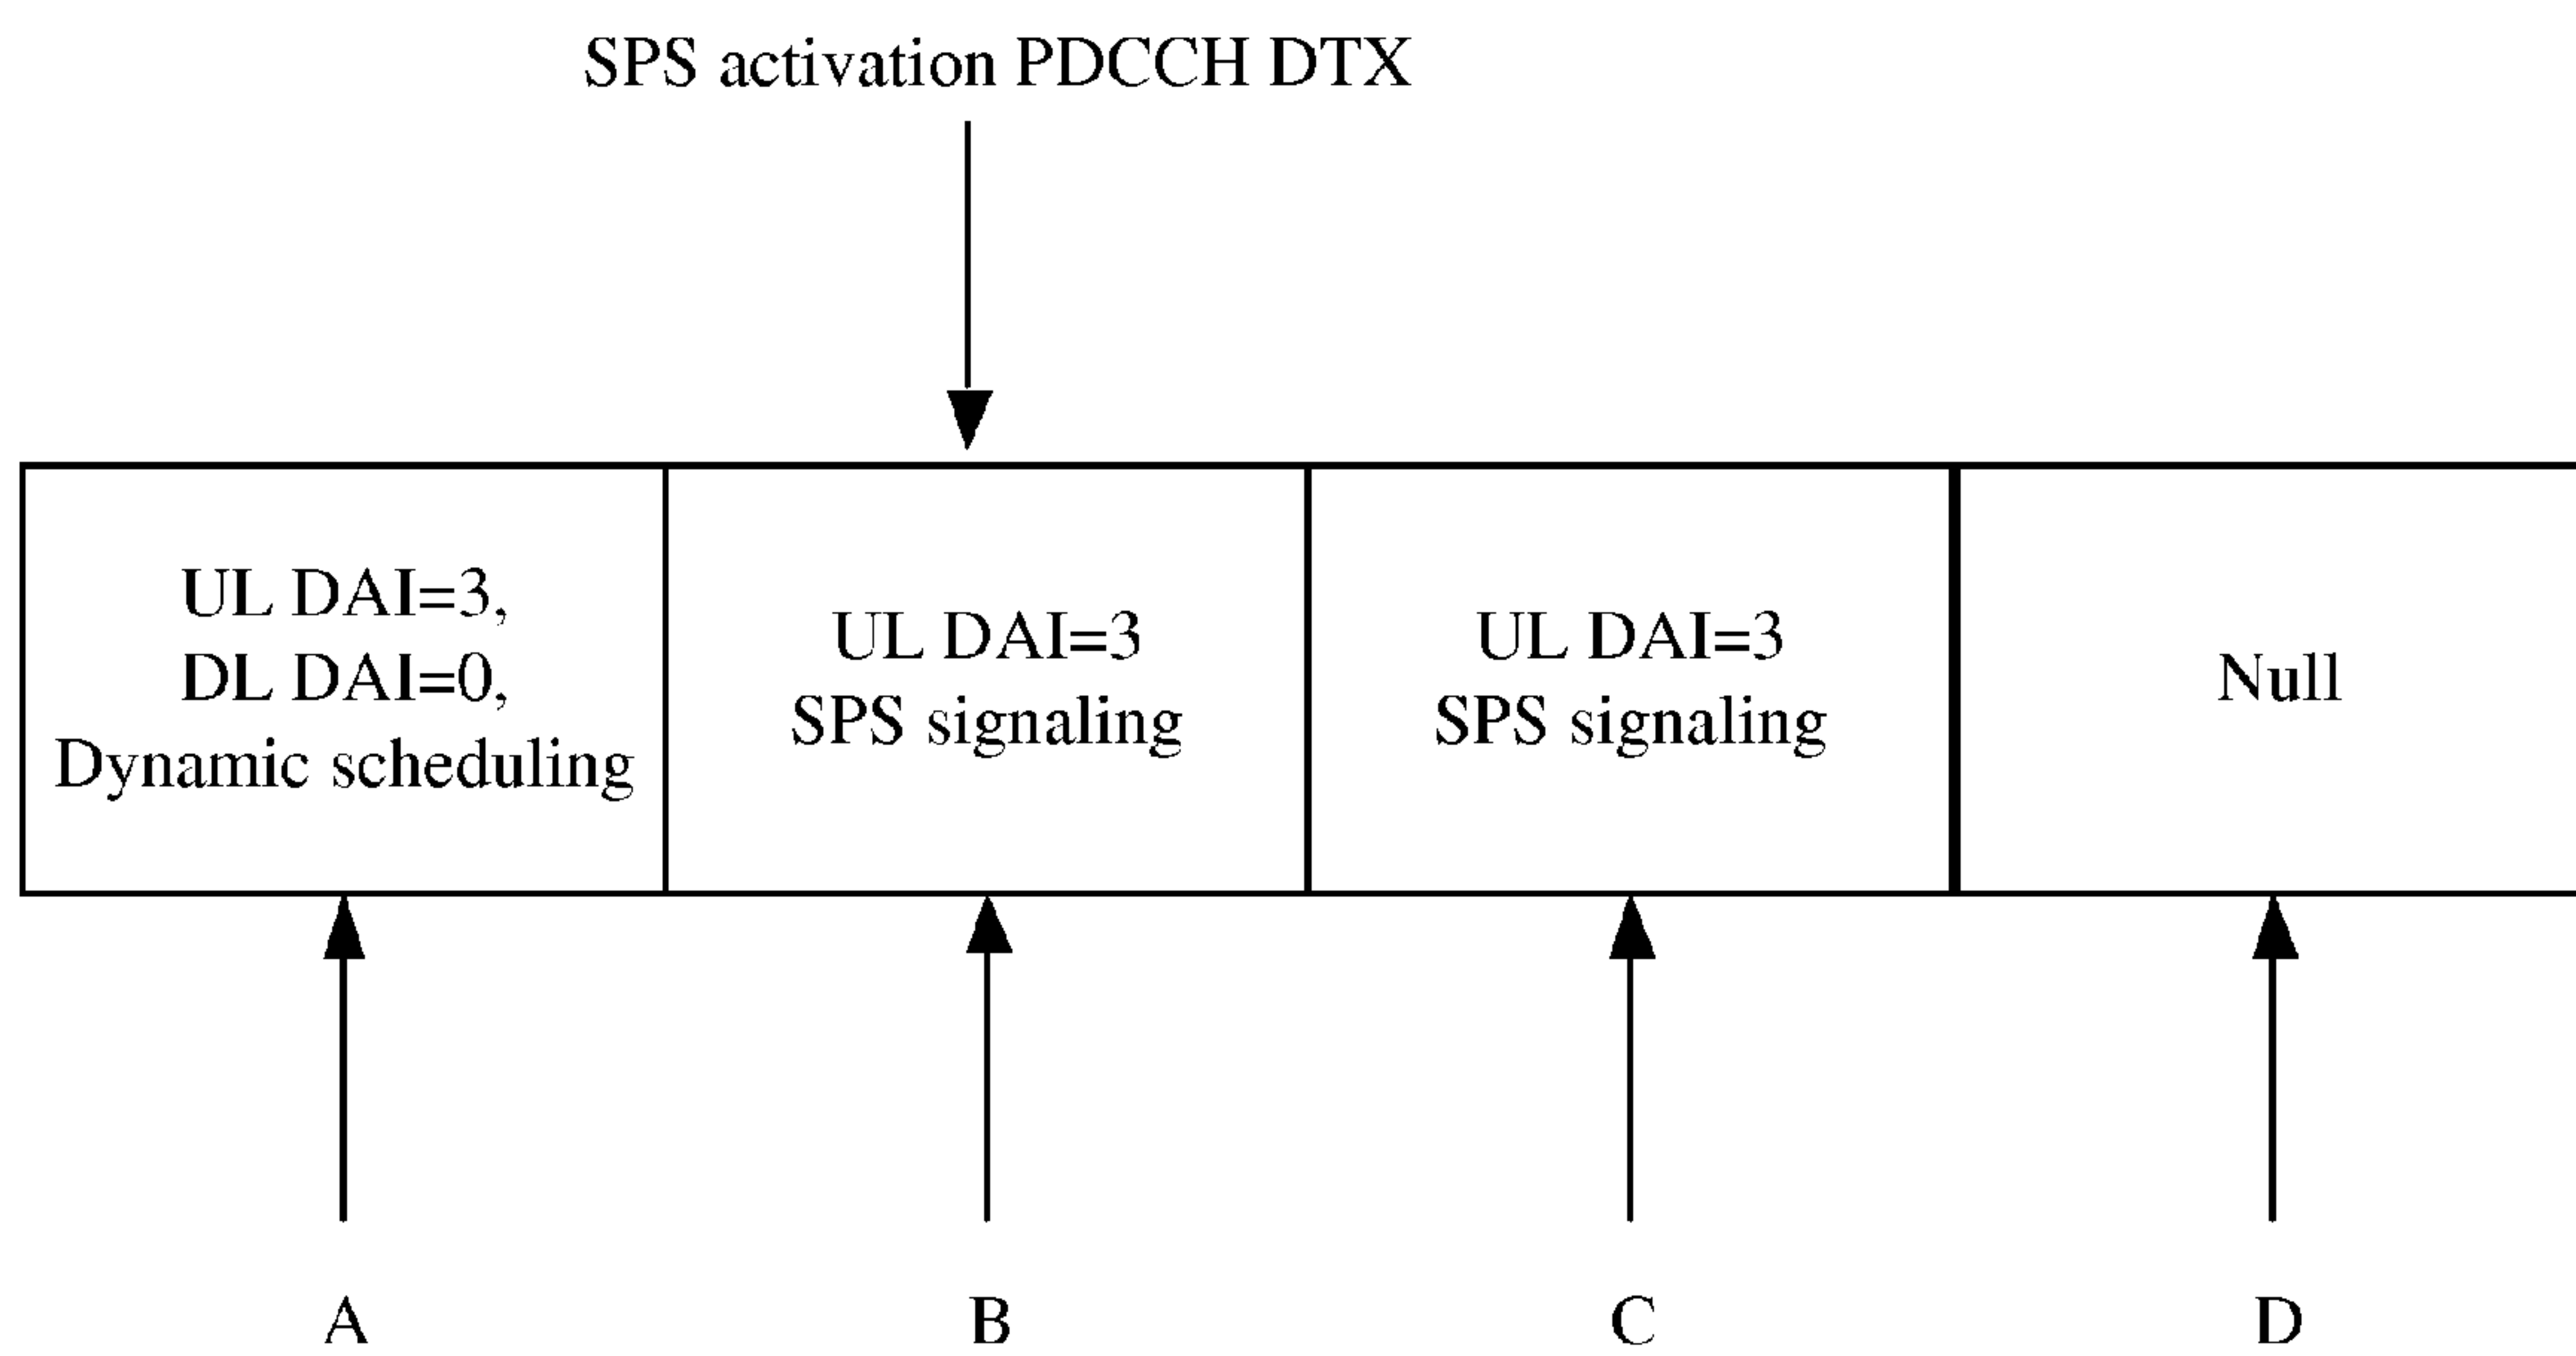 SPS activation PDCCH DTX
UL DAI=3,
DL DAI=0,
Dynamic scheduling
UL DAI=3
SPS signaling
UL DAI=3
SPS signaling
Null
A
B
C
D